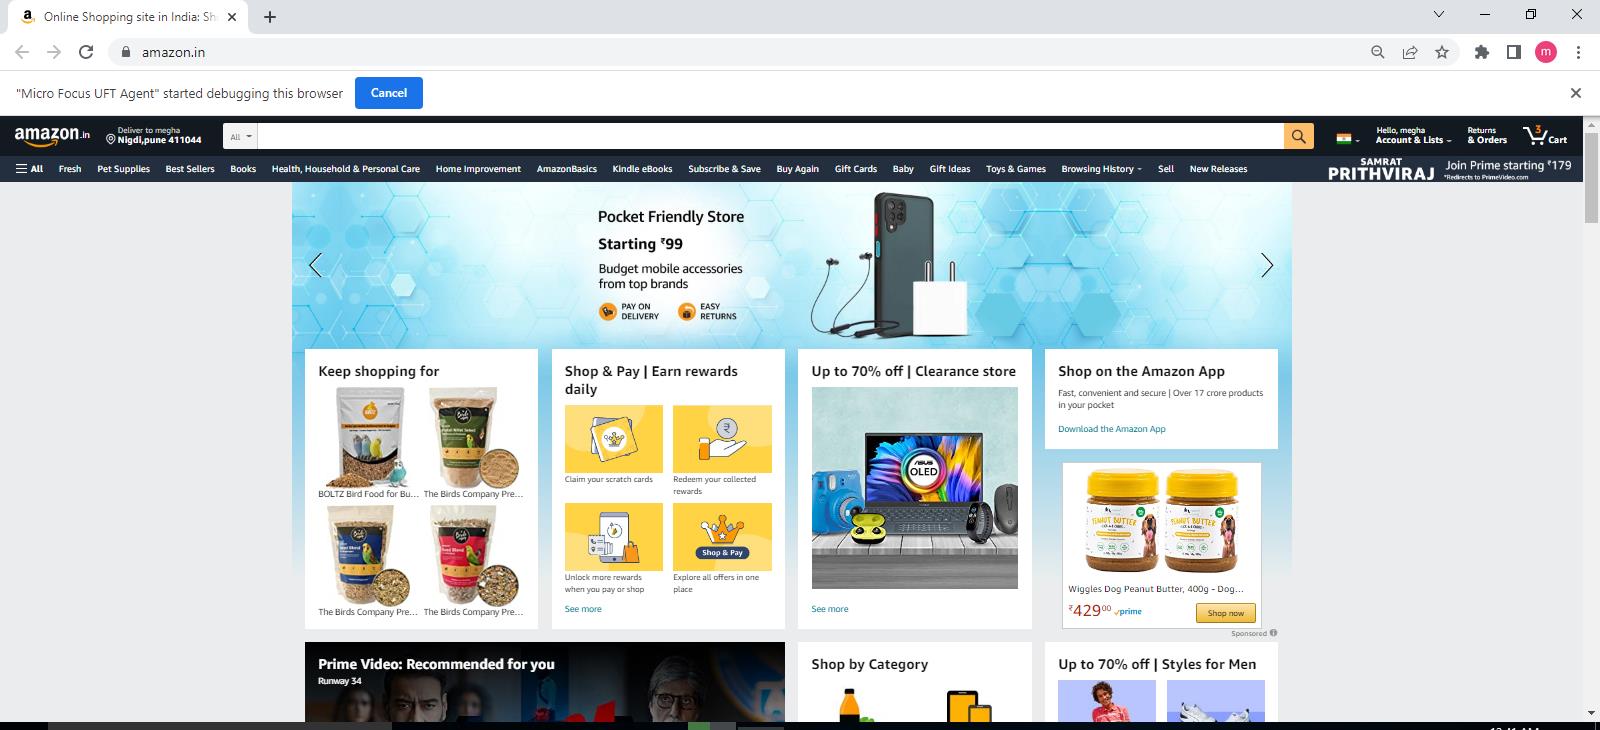 Online Shopping site in India: Sh
amazon.in
m
"Micro Focus UFT Agent" started debugging this browser
Cancel
amazon.in
Deliver to megha
Nigdi,pune 411044
All
Hello, megha
Account & Lists
Returns
& Orders
3
Cart
All
Fresh
Pet Supplies
Best Sellers
Books
Health, Household & Personal Care
Home Improvement
AmazonBasics
Kindle eBooks
Subscribe & Save
Buy Again
Gift Cards
Baby
Gift Ideas
Toys & Games
Browsing History
Sell
New Releases
SAMRAT
PRITHVIRAJ
Join Prime starting ₹179
*Redirects to PrimeVideo.com
Pocket Friendly Store
Starting ₹99
Budget mobile accessories
from top brands
PAY ON
DELIVERY
EASY
RETURNS
Keep shopping for
BOLTZ Bird Food for Bu...
The Birds Company Pre...
The Birds Company Pre...
The Birds Company Pre...
Shop & Pay | Earn rewards
daily
Claim your scratch cards
Redeem your collected
rewards
Shop & Pay
Unlock more rewards
when you pay or shop
Explore all offers in one
place
See more
Up to 70% off | Clearance store
ASUS
OLED
See more
Shop on the Amazon App
Fast, convenient and secure | Over 17 crore products
in your pocket
Download the Amazon App
PEANUT BUTTER
PEANUT BUTTER
Wiggles Dog Peanut Butter, 400g - Dog...
₹429⁰⁰ prime
Shop now
Sponsored
Prime Video: Recommended for you
Runway 34
Shop by Category
Up to 70% off | Styles for Men